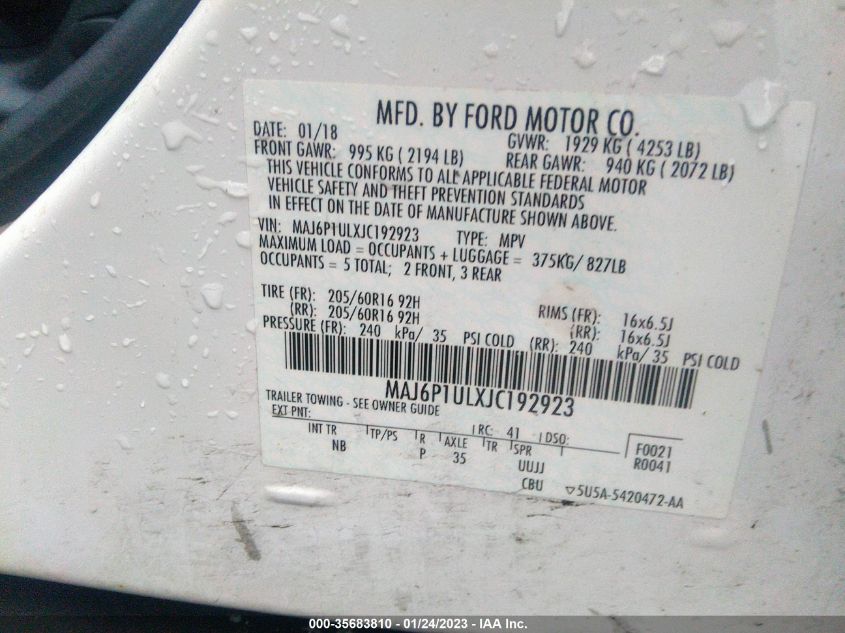 MFD. BY FORD MOTOR CO.
DATE: 01/18 GVWR: 1929 KG ( 4253 LB)
FRONT GAWR: 995 KG ( 2194 LB) REAR GAWR: 940 KG ( 2072 LB)
THIS VEHICLE CONFORMS TO ALL APPLICABLE FEDERAL MOTOR
VEHICLE SAFETY AND THEFT PREVENTION STANDARDS
IN EFFECT ON THE DATE OF MANUFACTURE SHOWN ABOVE.
VIN: MAJ6P1ULXJC192923 TYPE: MPV
MAXIMUM LOAD = OCCUPANTS + LUGGAGE = 375KG/ 827LB
OCCUPANTS = 5 TOTAL; 2 FRONT, 3 REAR
TIRE (FR): 205/60R16 92H RIMS (FR): 16x6.5J
(RR): 205/60R16 92H (RR): 16x6.5J
PRESSURE (FR): 240 kPa/ 35 PSI COLD (RR): 240 kPa/ 35 PSI COLD
MAJ6P1ULXJC192923
TRAILER TOWING - SEE OWNER GUIDE
EXT PNT: RC: 41 DSO:
INT TR TP/PS R AXLE TR SPR F0021
NB P 35 UUJJ R0041
CBU ▽5U5A-5420472-AA
000-35683810 - 01/24/2023 - IAA Inc.